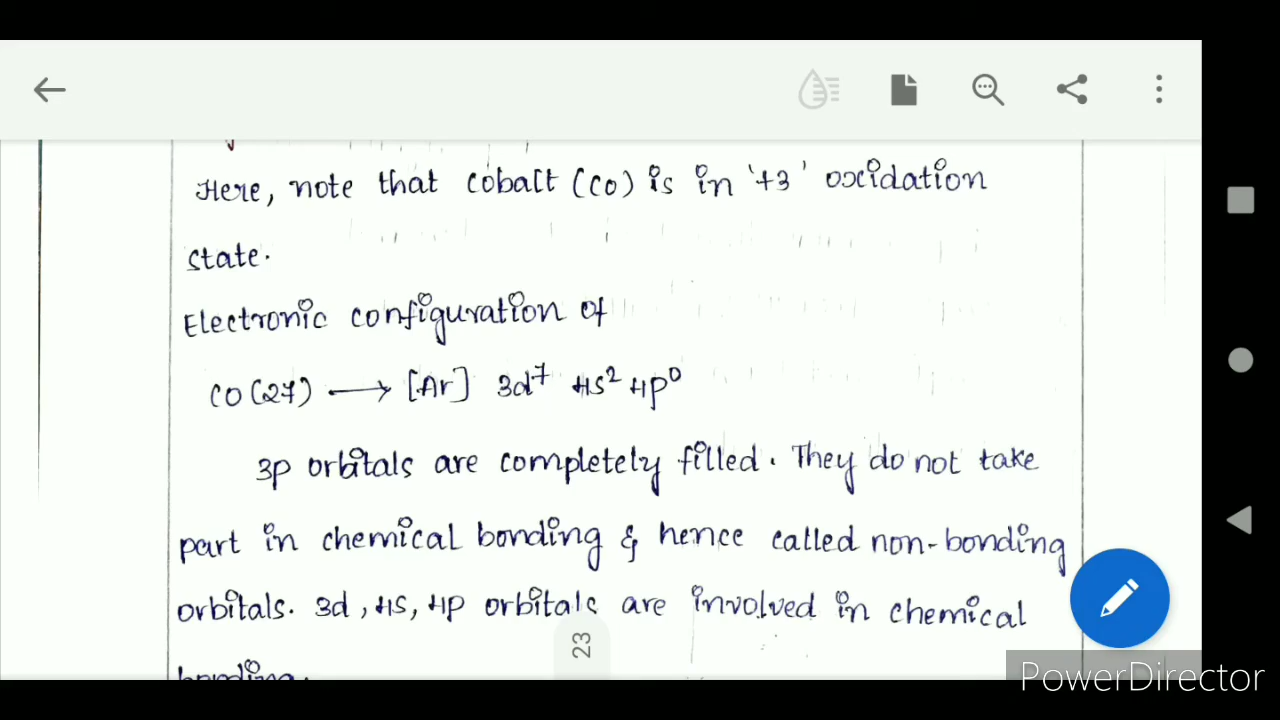 Here, note that cobalt (CO) is in '+3' oxidation
state.
Electronic configuration of
CO (27) → [Ar] 3d⁷ 4s² 4p⁰
3p orbitals are completely filled. They do not take
part in chemical bonding & hence called non-bonding
orbitals. 3d, 4s, 4p orbitals are involved in chemical
bonding.
23
PowerDirector